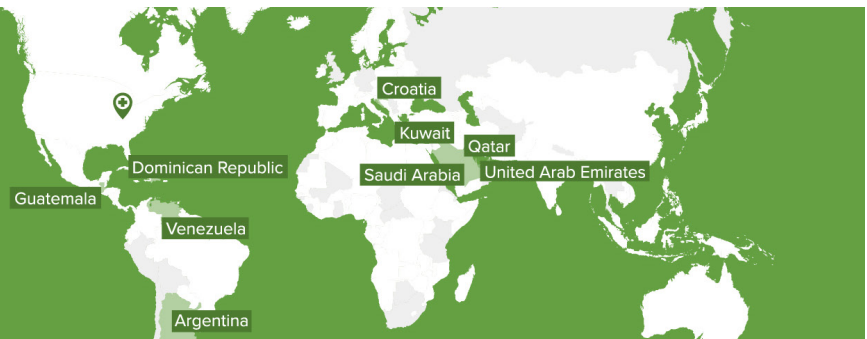 Croatia
Kuwait
Qatar
Dominican Republic
Saudi Arabia
United Arab Emirates
Guatemala
Venezuela
Argentina